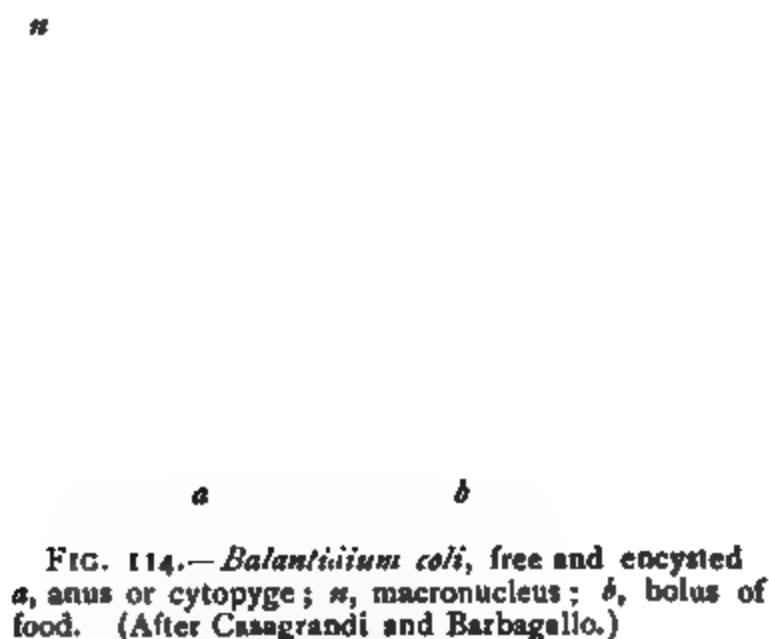 n
a b
FIG. 114.—Balantidium coli, free and encysted
a, anus or cytopyge; n, macronucleus; b, bolus of
food. (After Casagrandi and Barbagallo.)